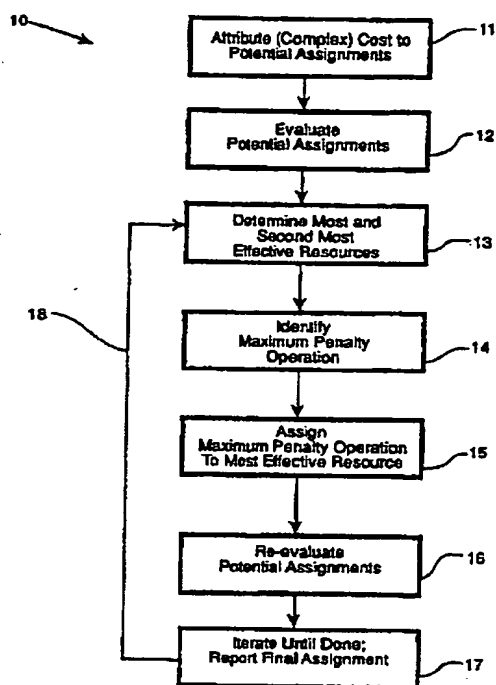 10
Attribute (Complex) Cost to
Potential Assignments
11
Evaluate
Potential Assignments
12
Determine Most and
Second Most
Effective Resources
13
18
Identify
Maximum Penalty
Operation
14
Assign
Maximum Penalty Operation
To Most Effective Resource
15
Re-evaluate
Potential Assignments
16
Iterate Until Done;
Report Final Assignment
17